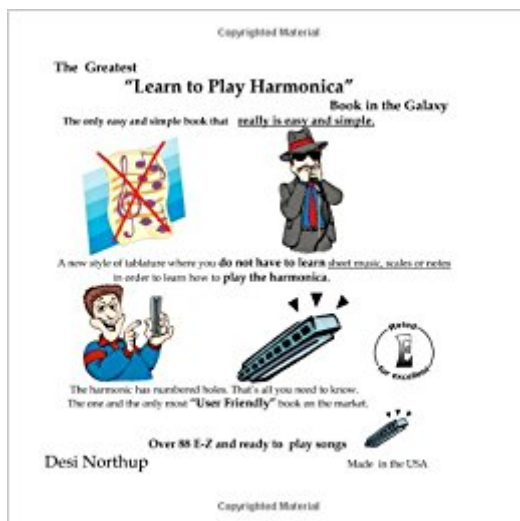 Copyrighted Material
The Greatest
"Learn to Play Harmonica"
Book in the Galaxy
The only easy and simple book that really is easy and simple.
A new style of tablature where you do not have to learn sheet music, scales or notes
in order to learn how to play the harmonica.
Rated
E
for excellent
The harmonic has numbered holes. That's all you need to know.
The one and the only most "User Friendly" book on the market.
Over 88 E-Z and ready to play songs
Desi Northup
Made in the USA
Copyrighted Material